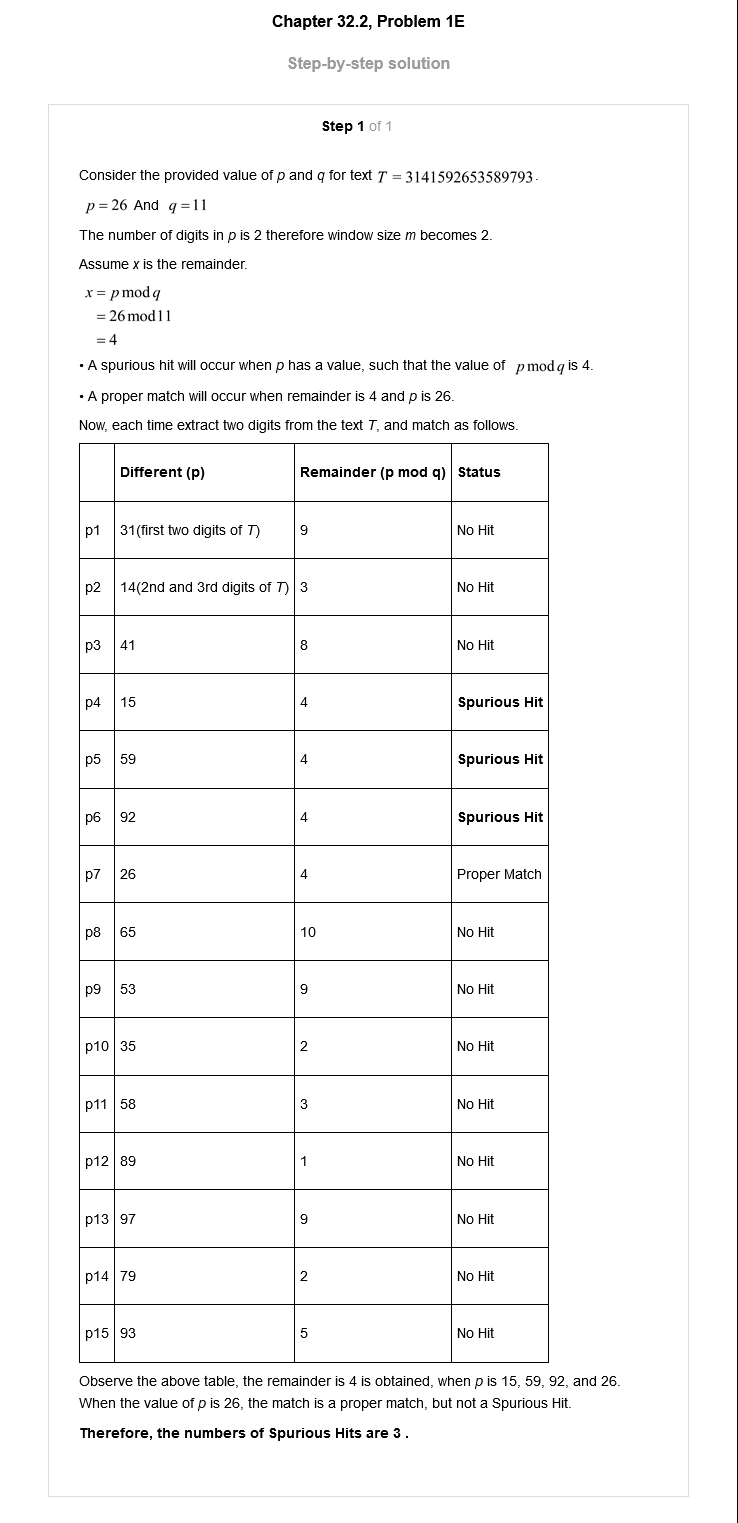 Chapter 32.2, Problem 1E
Step-by-step solution
Step 1 of 1
Consider the provided value of p and q for text T = 3141592653589793.
p = 26 And q = 11
The number of digits in p is 2 therefore window size m becomes 2.
Assume x is the remainder.
x = p mod q
= 26 mod 11
= 4
• A spurious hit will occur when p has a value, such that the value of p mod q is 4.
• A proper match will occur when remainder is 4 and p is 26.
Now, each time extract two digits from the text T, and match as follows.
Different (p) Remainder (p mod q) Status
p1 31(first two digits of T) 9 No Hit
p2 14(2nd and 3rd digits of T) 3 No Hit
p3 41 8 No Hit
p4 15 4 Spurious Hit
p5 59 4 Spurious Hit
p6 92 4 Spurious Hit
p7 26 4 Proper Match
p8 65 10 No Hit
p9 53 9 No Hit
p10 35 2 No Hit
p11 58 3 No Hit
p12 89 1 No Hit
p13 97 9 No Hit
p14 79 2 No Hit
p15 93 5 No Hit
Observe the above table, the remainder is 4 is obtained, when p is 15, 59, 92, and 26.
When the value of p is 26, the match is a proper match, but not a Spurious Hit.
Therefore, the numbers of Spurious Hits are 3 .